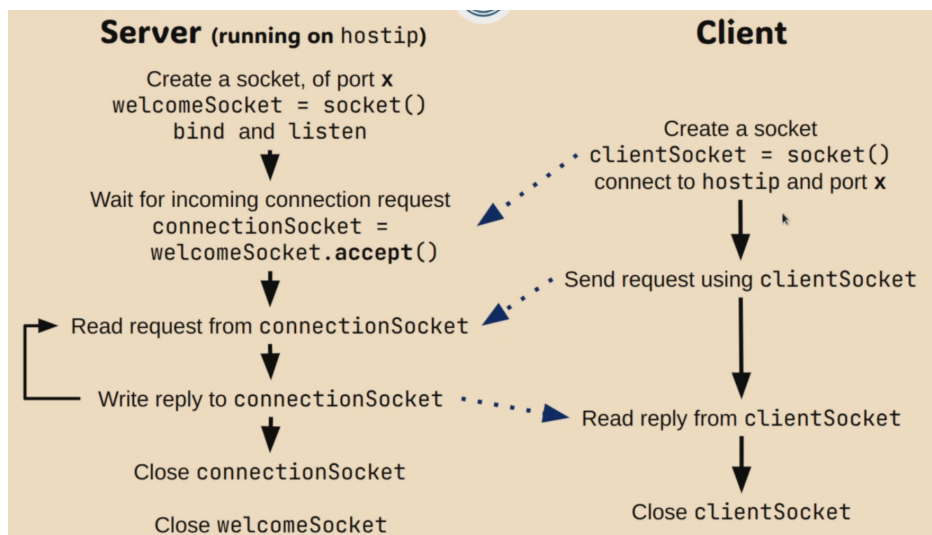 Server (running on hostip)
Create a socket, of port x
welcomeSocket = socket()
bind and listen
Wait for incoming connection request
connectionSocket =
welcomeSocket.accept()
Read request from connectionSocket
Write reply to connectionSocket
Close connectionSocket
Close welcomeSocket
Client
Create a socket
clientSocket = socket()
connect to hostip and port x
Send request using clientSocket
Read reply from clientSocket
Close clientSocket